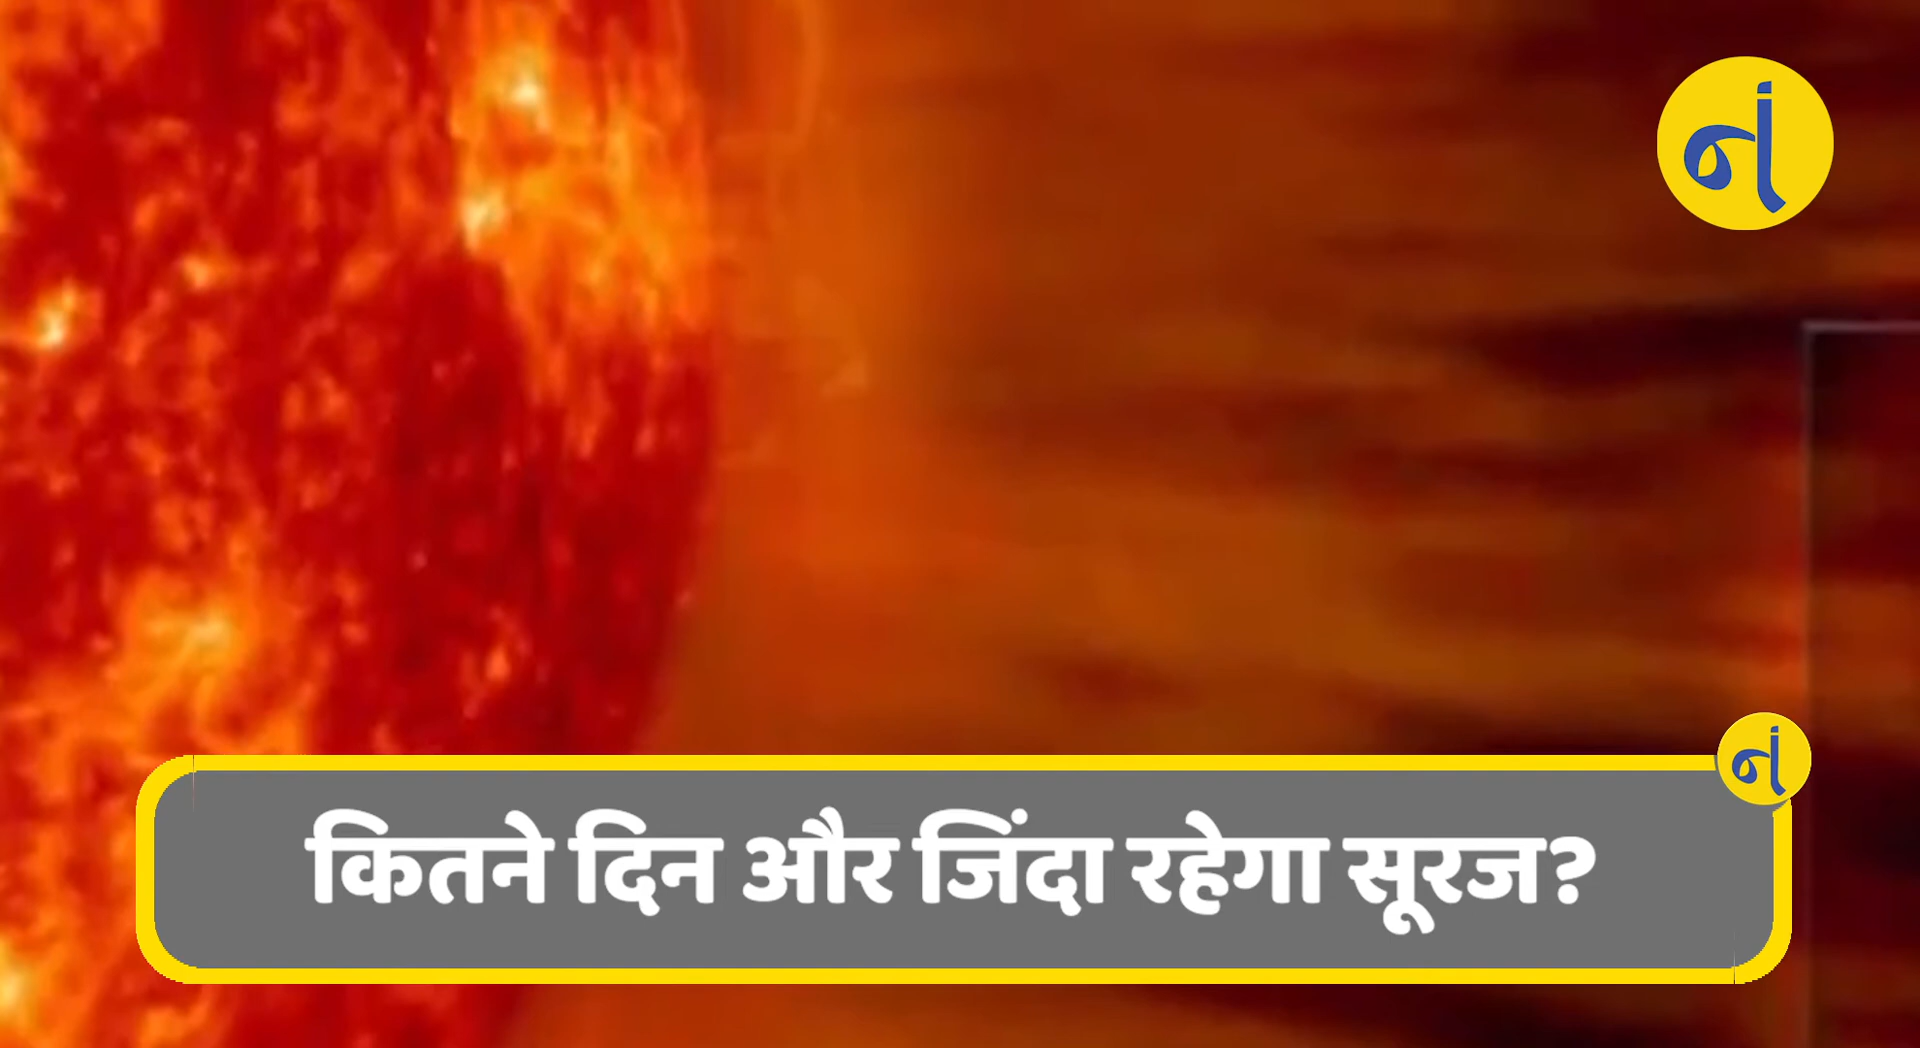 નં
નં
कितने दिन और जिंदा रहेगा सूरज?